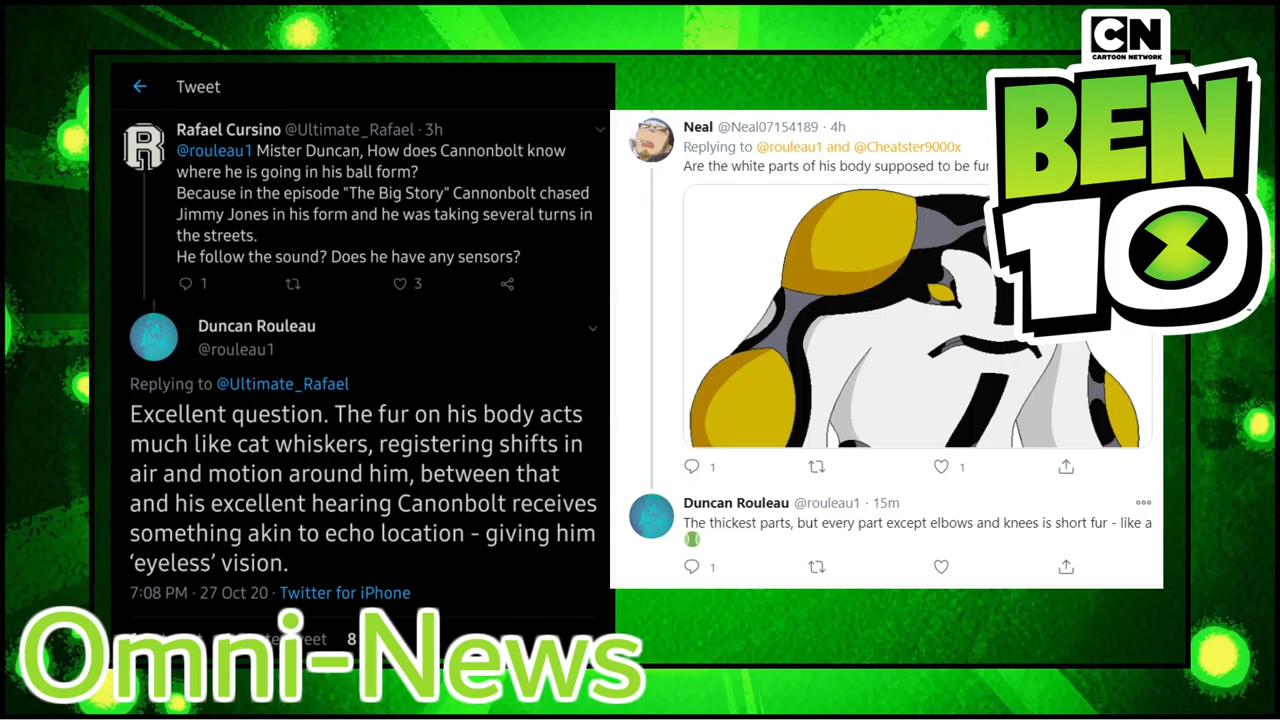 Tweet
Rafael Cursino @Ultimate_Rafael · 3h
@rouleau1 Mister Duncan, How does Cannonbolt know
where he is going in his ball form?
Because in the episode "The Big Story" Cannonbolt chased
Jimmy Jones in his form and he was taking several turns in
the streets.
He follow the sound? Does he have any sensors?
1
3
Duncan Rouleau
@rouleau1
Replying to @Ultimate_Rafael
Excellent question. The fur on his body acts
much like cat whiskers, registering shifts in
air and motion around him, between that
and his excellent hearing Canonbolt receives
something akin to echo location - giving him
‘eyeless’ vision.
7:08 PM · 27 Oct 20 · Twitter for iPhone
8
Neal @Neal07154189 · 4h
Replying to @rouleau1 and @Cheatster9000x
Are the white parts of his body supposed to be fur
1
1
Duncan Rouleau @rouleau1 · 15m
The thickest parts, but every part except elbows and knees is short fur - like a
1
CN
CARTOON NETWORK
BEN
10
Omni-News